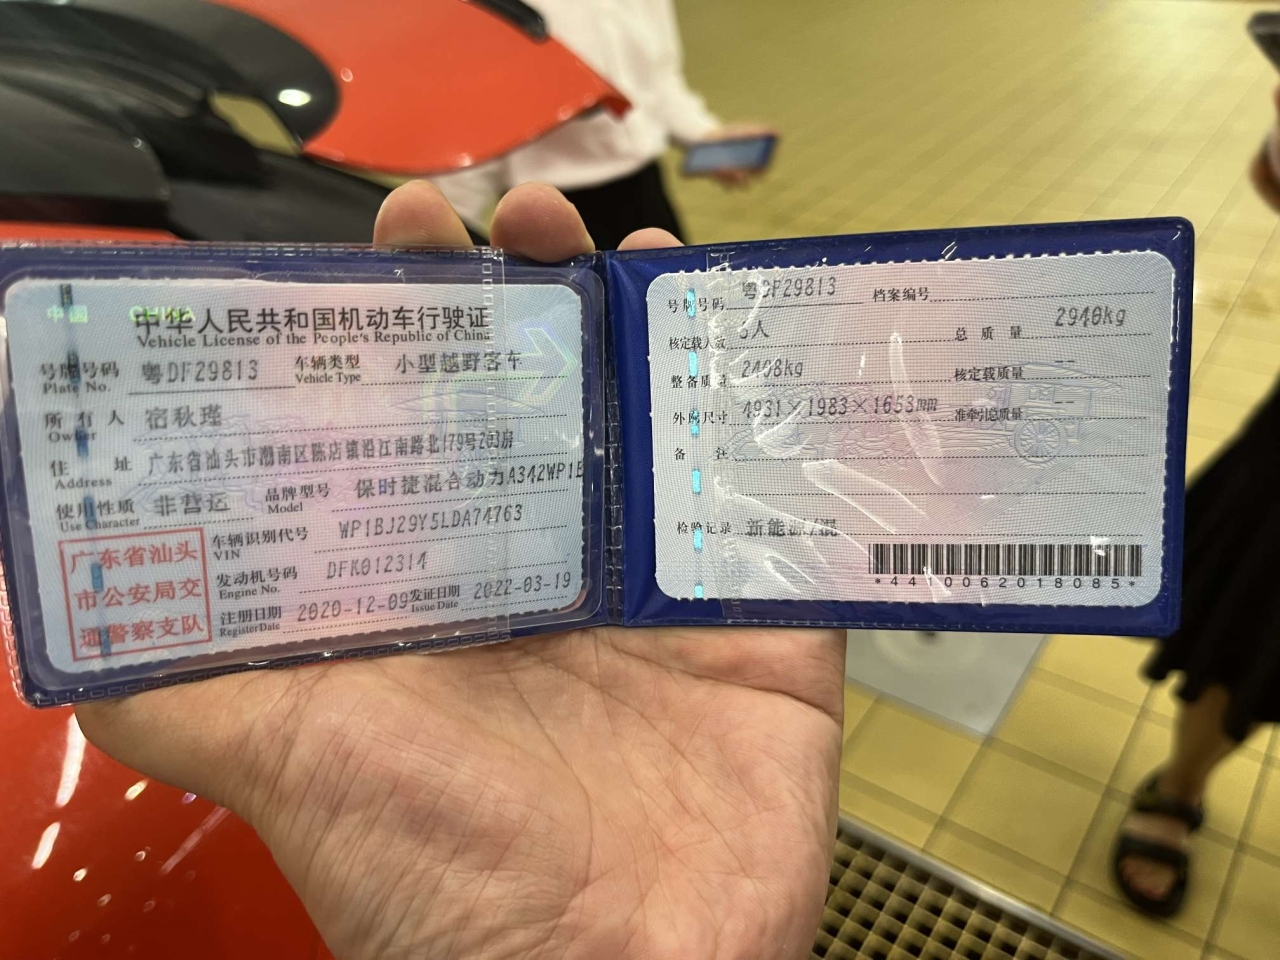 中国 CHINA
中华人民共和国机动车行驶证
Vehicle License of the People's Republic of China
号牌号码 粤DF29813 车辆类型 小型越野客车
Plate No. Vehicle Type
所有人 宿秋瑾
Owner
住址 广东省汕头市潮南区陈店镇沿江南路北179号203房
Address
使用性质 非营运 品牌型号 保时捷混合动力A342WP1B
Use Character Model
广东省汕头
市公安局交
通警察支队
车辆识别代号 WP1BJ29Y5LDA74763
VIN
发动机号码 DFK012314
Engine No.
注册日期 2020-12-09 发证日期 2022-03-19
Register Date Issue Date
号牌号码 粤DF29813 档案编号
核定载人数 5人 总质量 2940kg
整备质量 2408kg 核定载质量 --
外廓尺寸 4931×1983×1653mm 准牵引总质量 --
备注
检验记录 新能源/混
*4410062018085*